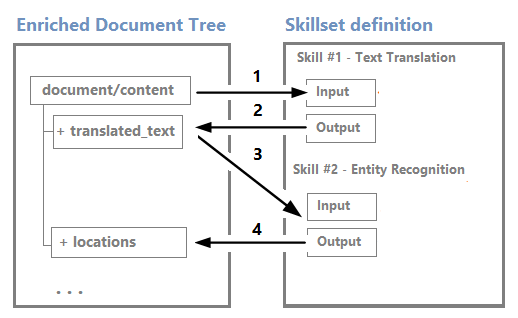 Enriched Document Tree
Skillset definition
Skill #1 - Text Translation
document/content
1
Input
+ translated_text
2
Output
3
Skill #2 - Entity Recognition
Input
+ locations
4
Output
. . .